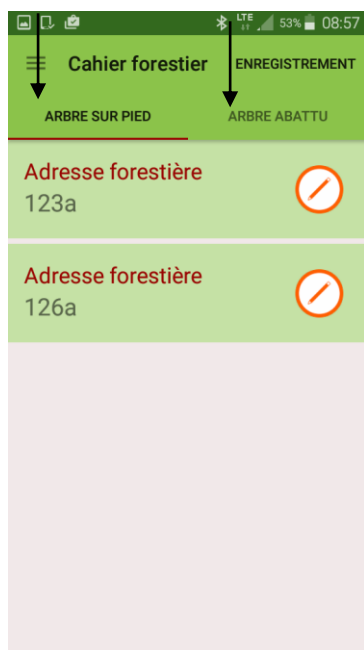 LTE 53% 08:57
Cahier forestier ENREGISTREMENT
ARBRE SUR PIED ARBRE ABATTU
Adresse forestière
123a
Adresse forestière
126a